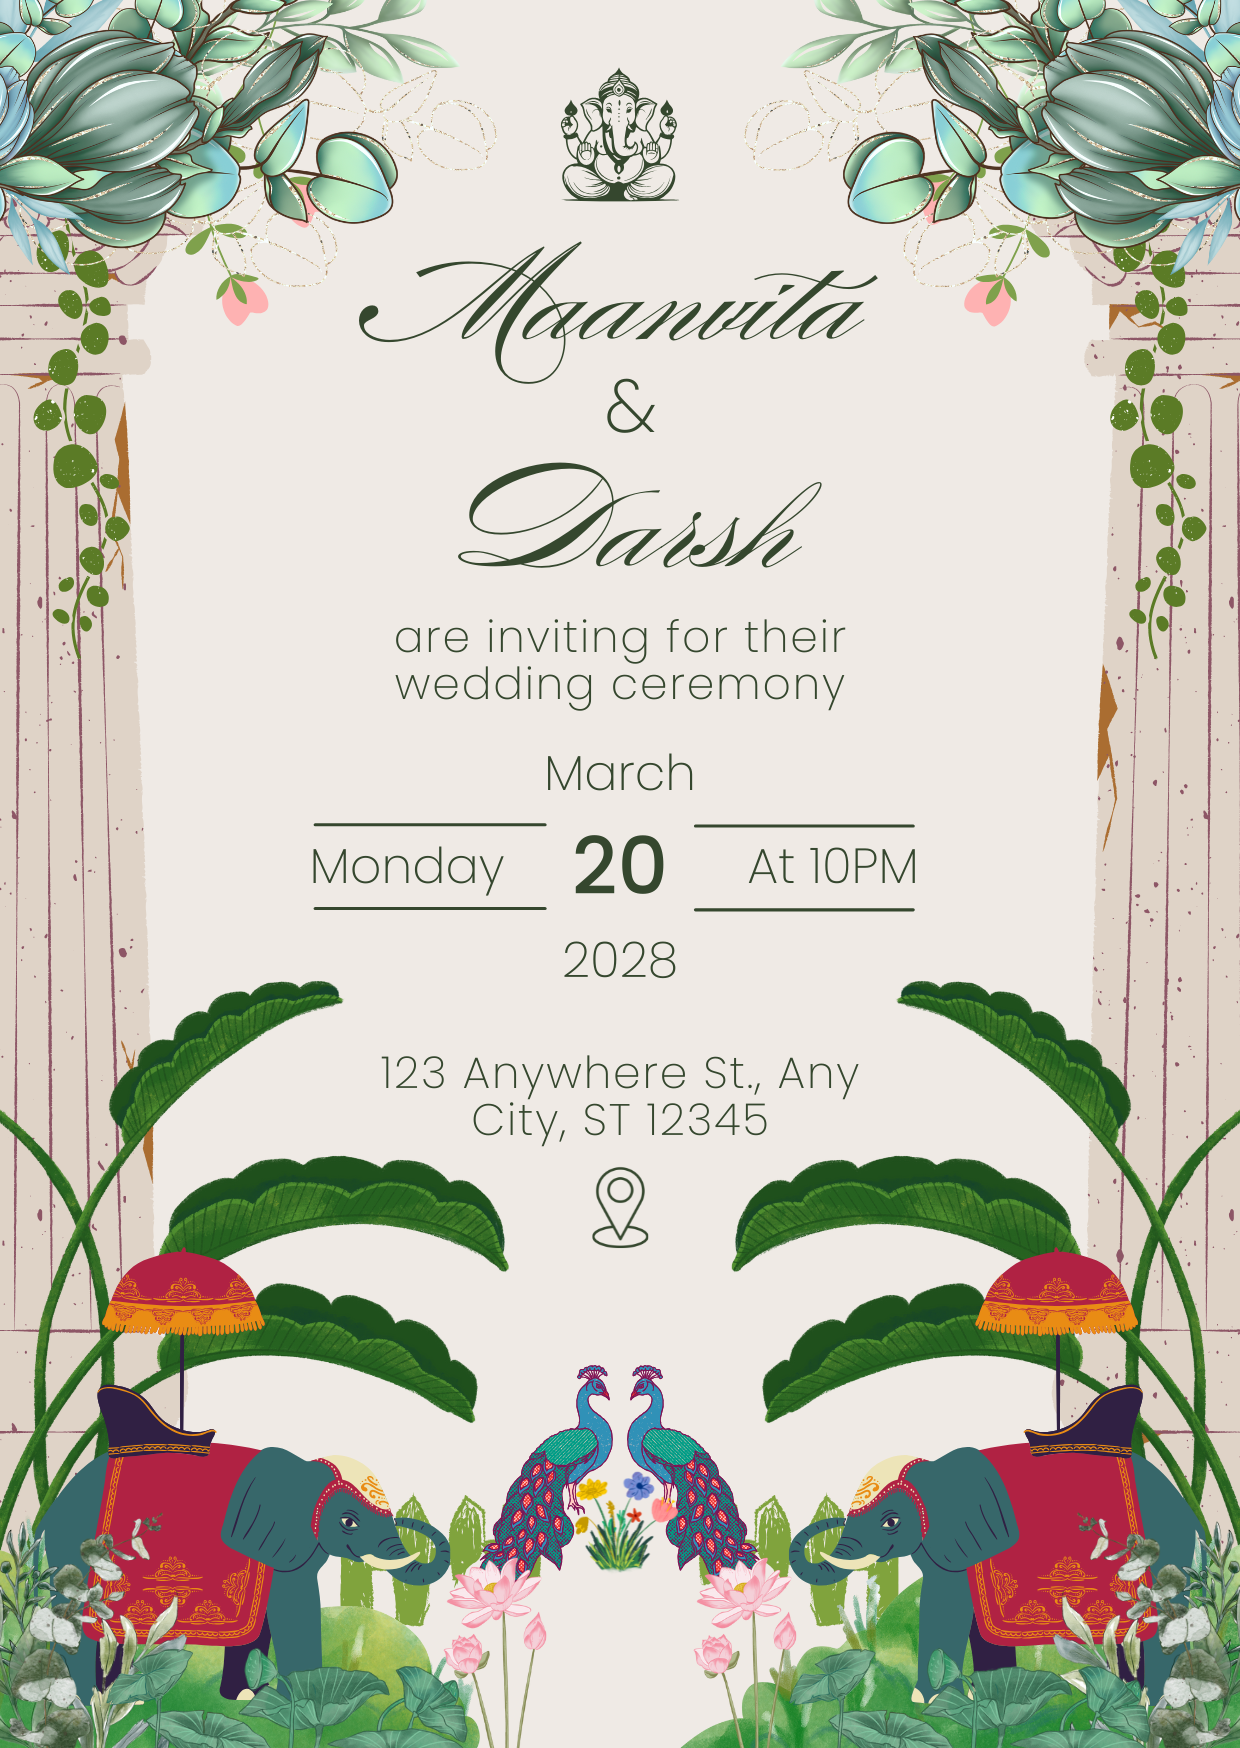 Maanvita
&
Darsh
are inviting for their
wedding ceremony
March
Monday 20 At 10PM
2028
123 Anywhere St., Any
City, ST 12345